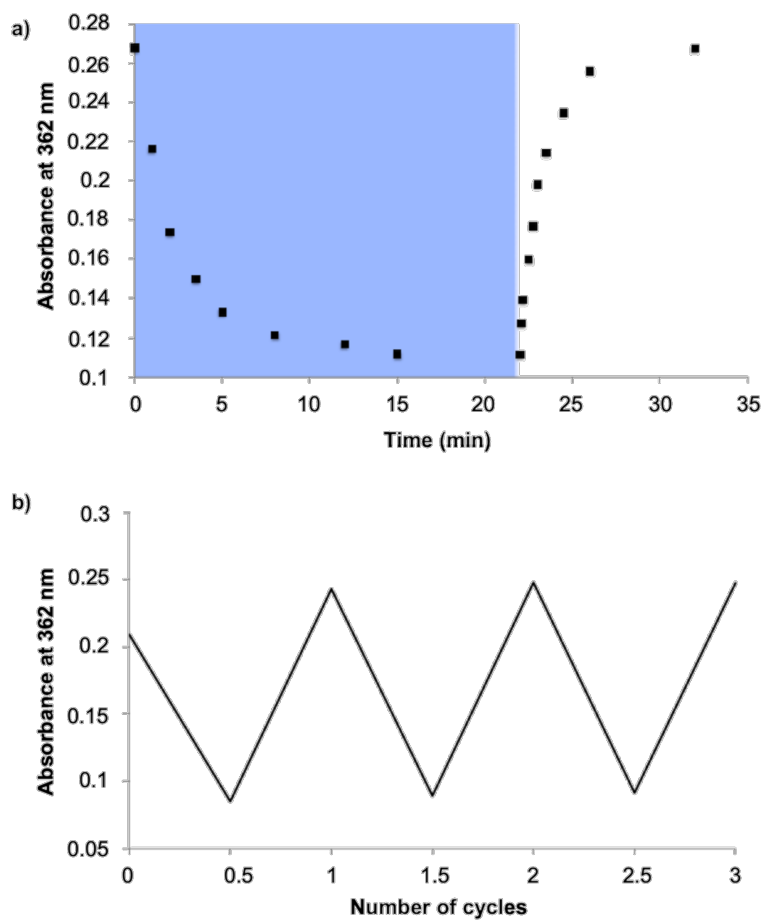 a)
Absorbance at 362 nm
0.28
0.26
0.24
0.22
0.2
0.18
0.16
0.14
0.12
0.1
0 5 10 15 20 25 30 35
Time (min)
b)
Absorbance at 362 nm
0.3
0.25
0.2
0.15
0.1
0.05
0 0.5 1 1.5 2 2.5 3
Number of cycles